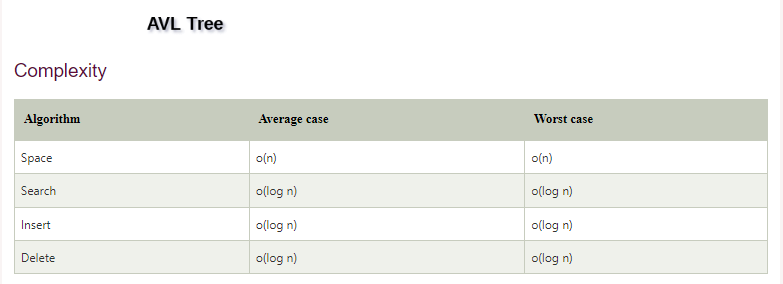 AVL Tree
Complexity
Algorithm Average case Worst case
Space o(n) o(n)
Search o(log n) o(log n)
Insert o(log n) o(log n)
Delete o(log n) o(log n)